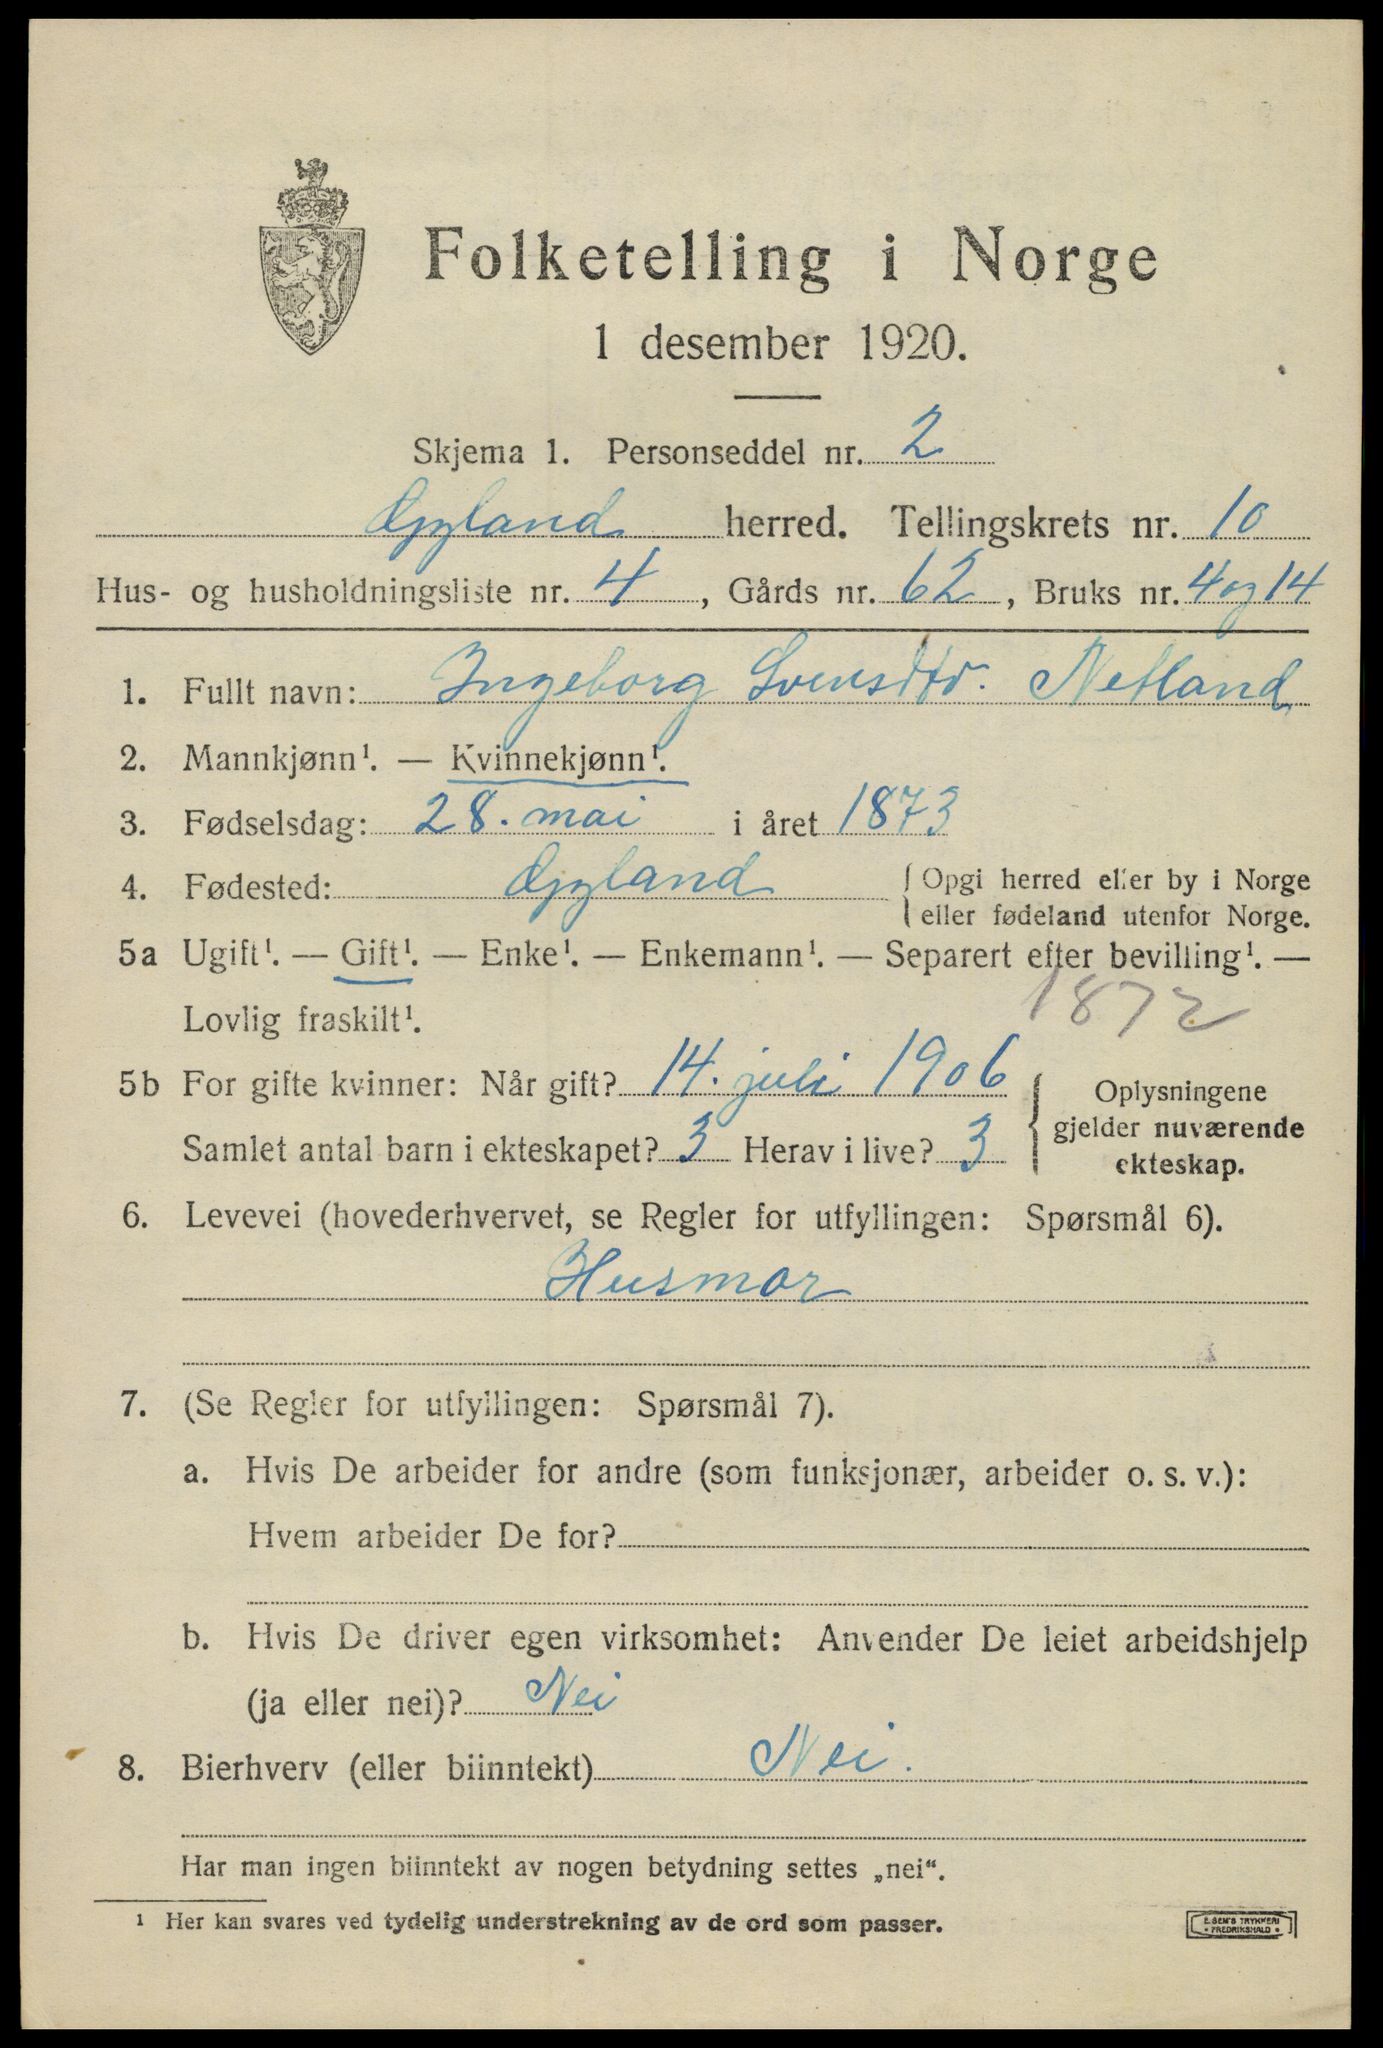 Folketelling i Norge
1 desember 1920.
Skjema 1. Personseddel nr. 2
Gyland herred. Tellingskrets nr. 10
Hus- og husholdningsliste nr. 4, Gårds nr. 62, Bruks nr. 4 og 14
1. Fullt navn: Ingeborg Svensdtr. Netland
2. Mannkjønn¹. — Kvinnekjønn¹.
3. Fødselsdag: 28. mai i året 1873
4. Fødested: Gyland { Opgi herred eller by i Norge
{ eller fødeland utenfor Norge.
5a Ugift¹. — Gift¹. — Enke¹. — Enkemann¹. — Separert efter bevilling¹. —
Lovlig fraskilt¹. 1872
5b For gifte kvinner: Når gift? 14. juli 1906 Oplysningene
gjelder nuværende
Samlet antal barn i ekteskapet? 3 Herav i live? 3 ekteskap.
6. Levevei (hovederhvervet, se Regler for utfyllingen: Spørsmål 6).
Husmor
7. (Se Regler for utfyllingen: Spørsmål 7).
a. Hvis De arbeider for andre (som funksjonær, arbeider o. s. v.):
Hvem arbeider De for?
b. Hvis De driver egen virksomhet: Anvender De leiet arbeidshjelp
(ja eller nei)? Nei
8. Bierhverv (eller biinntekt) Nei.
Har man ingen biinntekt av nogen betydning settes „nei“.
¹ Her kan svares ved tydelig understrekning av de ord som passer.
E. SEM'S TRYKKERI
• FREDRIKSHALD •